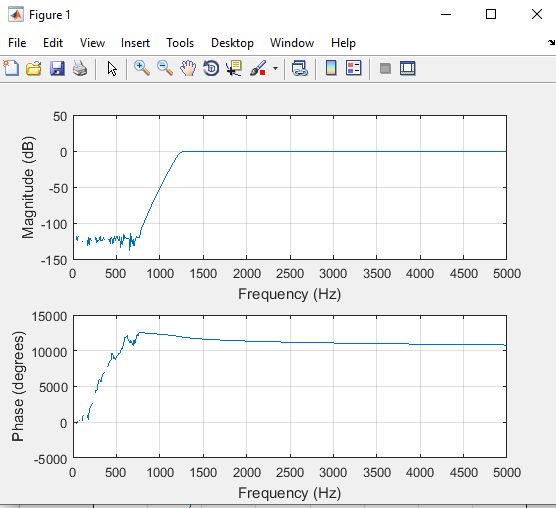 Figure 1
File Edit View Insert Tools Desktop Window Help
50
0
-50
-100
-150
Magnitude (dB)
0 500 1000 1500 2000 2500 3000 3500 4000 4500 5000
Frequency (Hz)
15000
10000
5000
0
-5000
Phase (degrees)
0 500 1000 1500 2000 2500 3000 3500 4000 4500 5000
Frequency (Hz)